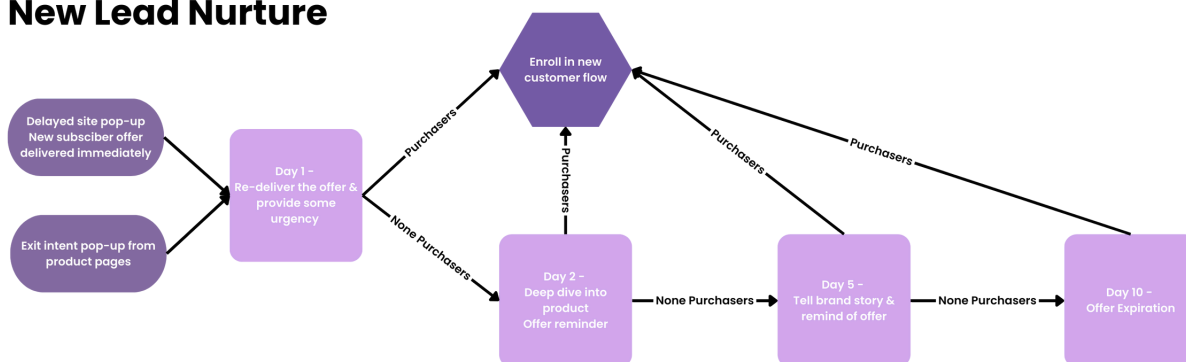 New Lead Nurture
Enroll in new
customer flow
Delayed site pop-up
New subsciber offer
delivered immediately
Exit intent pop-up from
product pages
Day 1 -
Re-deliver the offer &
provide some
urgency
Purchasers
None Purchasers
Purchasers
Purchasers
Purchasers
Day 2 -
Deep dive into
product
Offer reminder
None Purchasers
Day 5 -
Tell brand story &
remind of offer
None Purchasers
Day 10 -
Offer Expiration